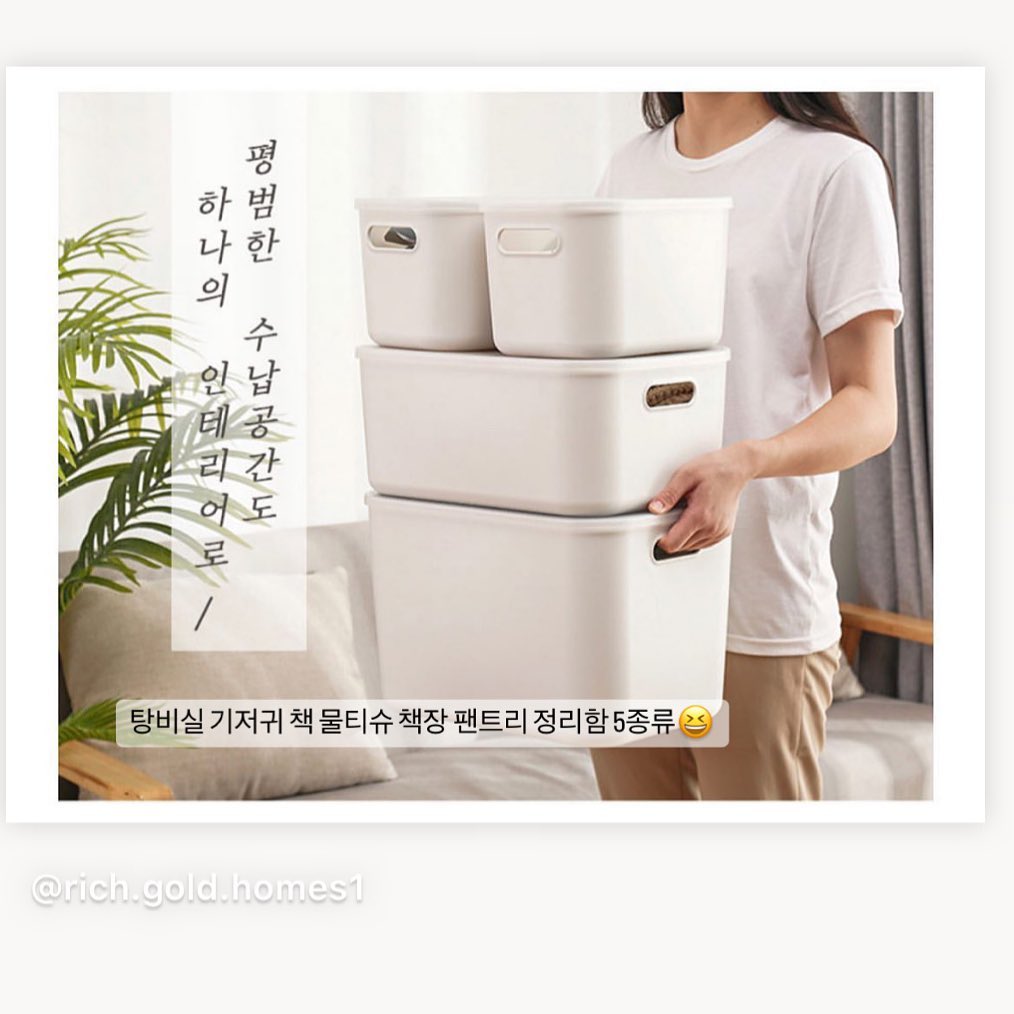 평범한 수납공간도
하나의 인테리어로 /
탕비실 기저귀 책 물티슈 책장 팬트리 정리함 5종류😆
@rich.gold.homes1